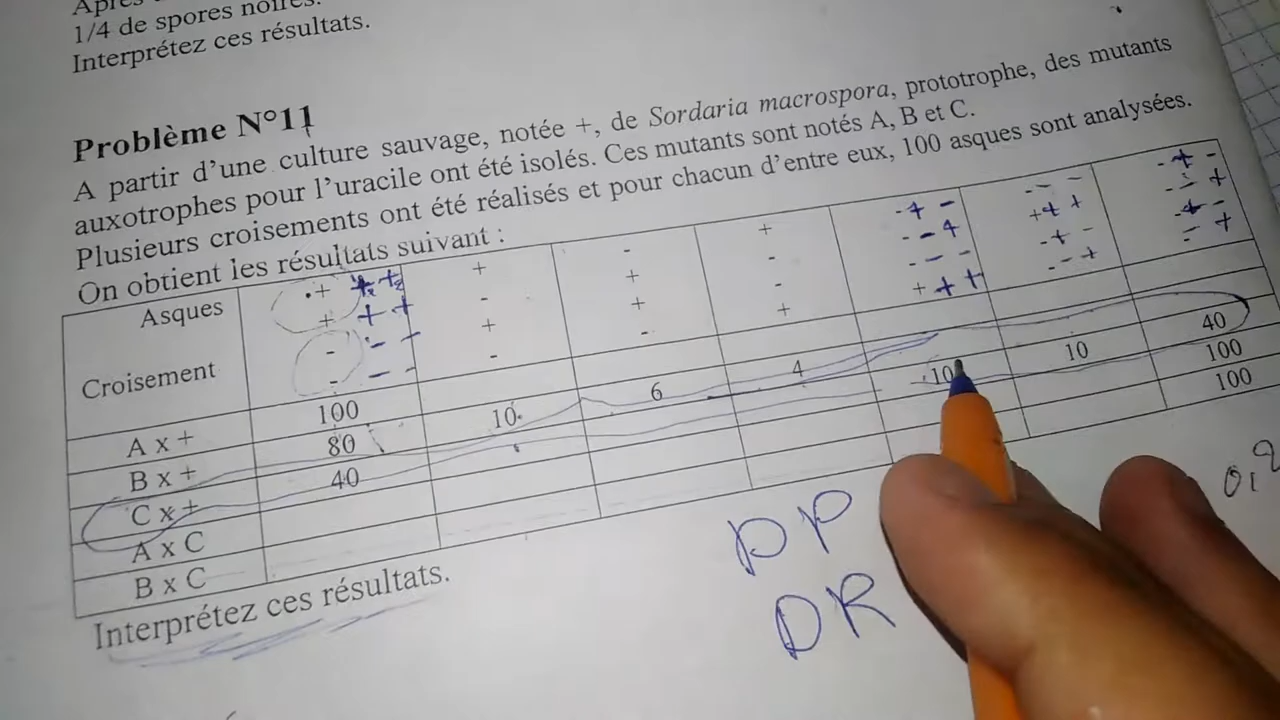 1/4 de spores noires.
Interprétez ces résultats.
Problème N°11
A partir d'une culture sauvage, notée +, de Sordaria macrospora, prototrophe, des mutants
auxotrophes pour l'uracile ont été isolés. Ces mutants sont notés A, B et C.
Plusieurs croisements ont été réalisés et pour chacun d'entre eux, 100 asques sont analysées.
On obtient les résultats suivant :
Asques
+ + - + - - -
+ - + - - + -
- + + - - - -
- - - + + - -
Croisement
A x + 100
B x + 80 10 6 4
C x + 40 10 10 40
A x C 100
B x C 100
Interprétez ces résultats.
PP
DR